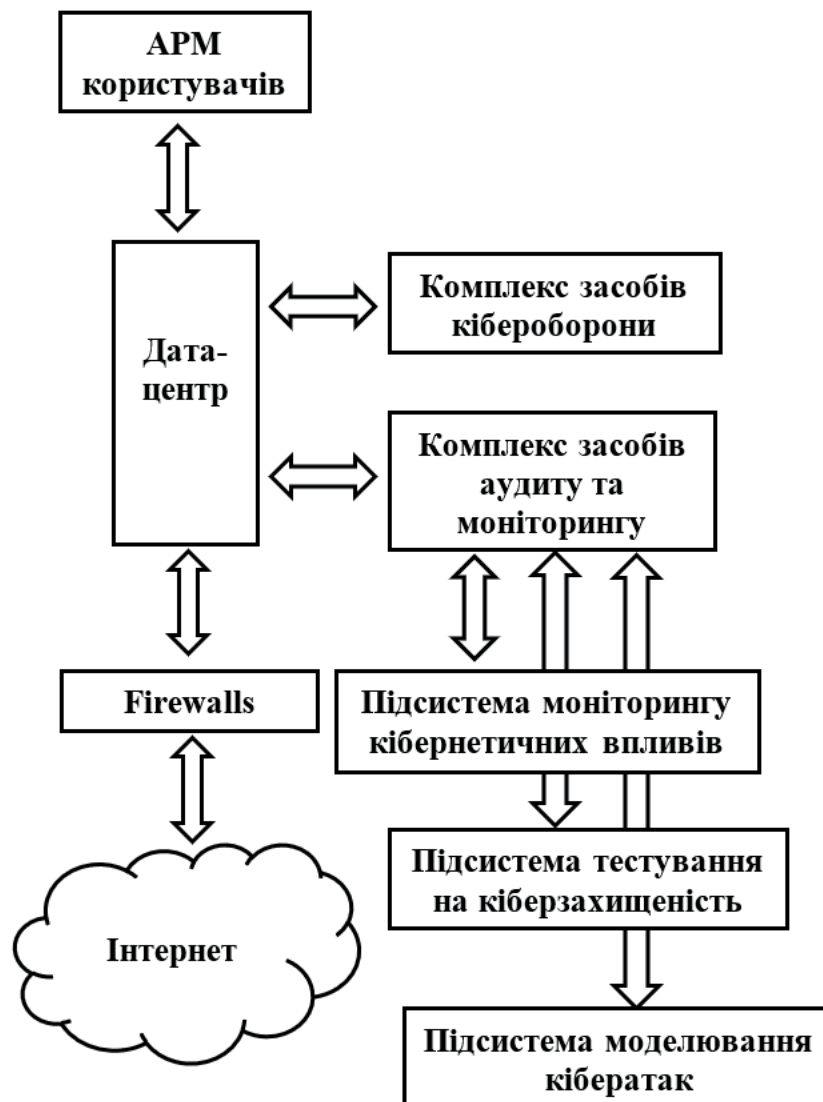 АРМ
користувачів
Дата-
центр
Комплекс засобів
кібероборони
Комплекс засобів
аудиту та
моніторингу
Firewalls
Підсистема моніторингу
кібернетичних впливів
Підсистема тестування
на кіберзахищеність
Інтернет
Підсистема моделювання
кібератак